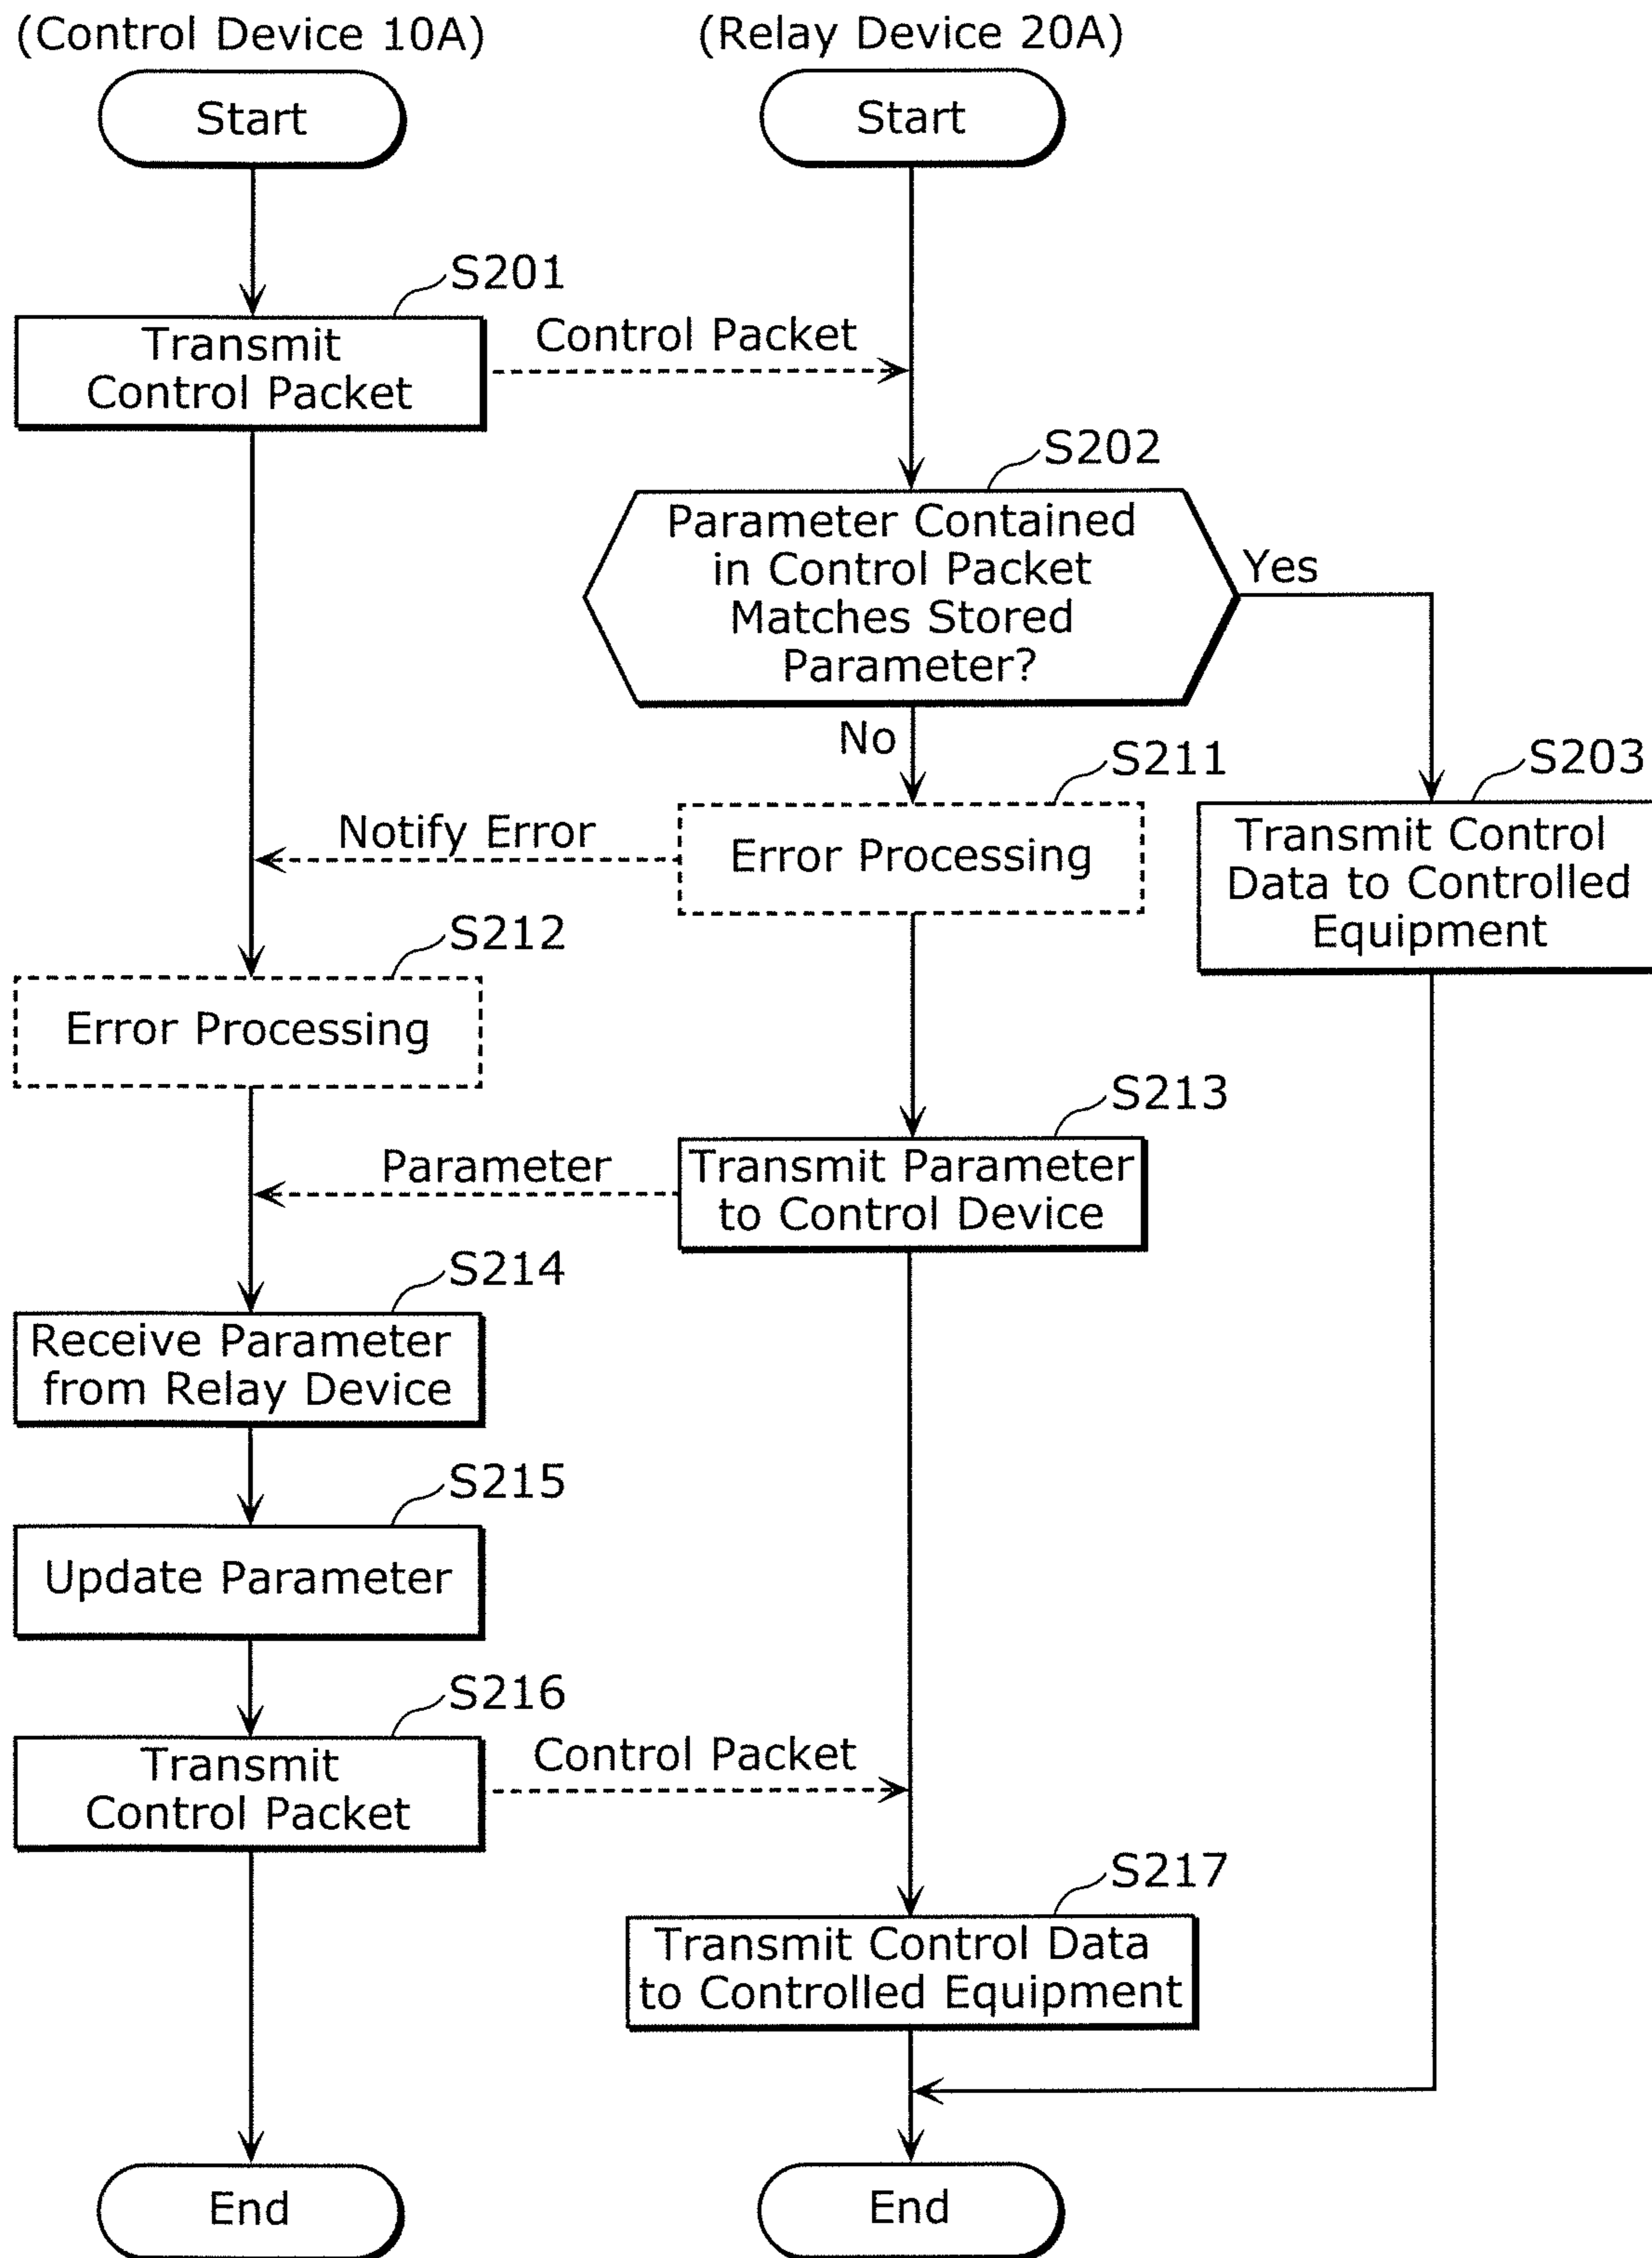 (Control Device 10A)
(Relay Device 20A)
Start
Start
S201
Transmit
Control Packet
Control Packet
S202
Parameter Contained
in Control Packet
Matches Stored
Parameter?
Yes
No
S211
S203
Notify Error
Error Processing
Transmit Control
Data to Controlled
Equipment
S212
Error Processing
S213
Parameter
Transmit Parameter
to Control Device
S214
Receive Parameter
from Relay Device
S215
Update Parameter
S216
Transmit
Control Packet
Control Packet
S217
Transmit Control Data
to Controlled Equipment
End
End